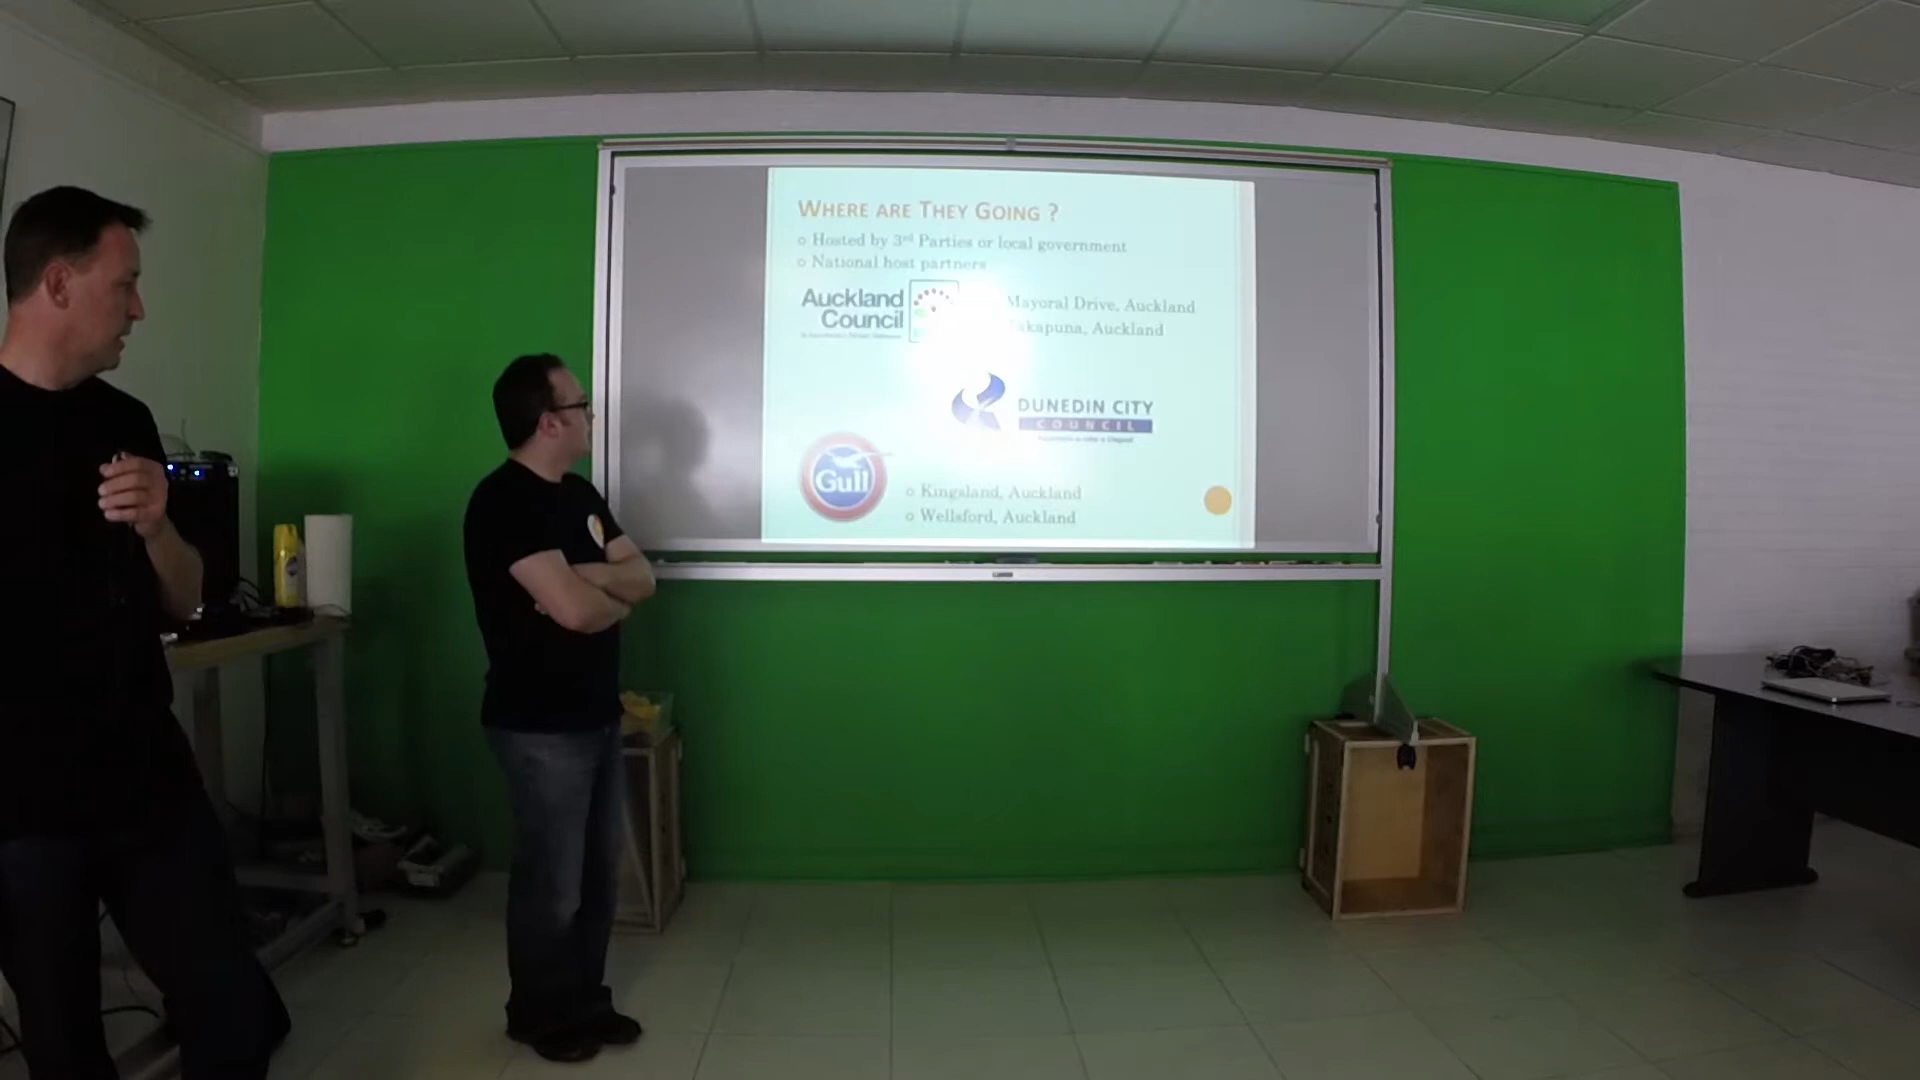 WHERE ARE THEY GOING ?
Hosted by 3rd Parties or local government
National host partners
Auckland
Council
Mayoral Drive, Auckland
Takapuna, Auckland
DUNEDIN CITY
COUNCIL
Gull
Kingsland, Auckland
Wellsford, Auckland